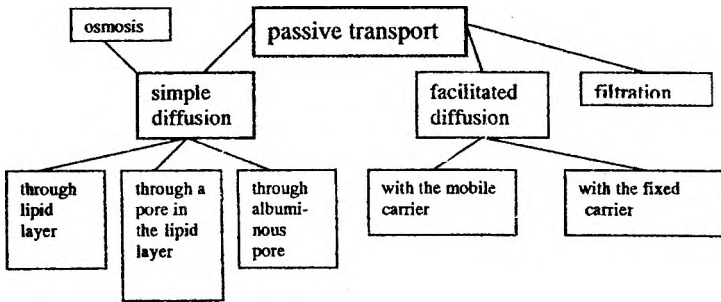 osmosis
passive transport
simple
diffusion
facilitated
diffusion
filtration
through
lipid
layer
through a
pore in
the lipid
layer
through
albumi-
nous
pore
with the mobile
carrier
with the fixed
carrier